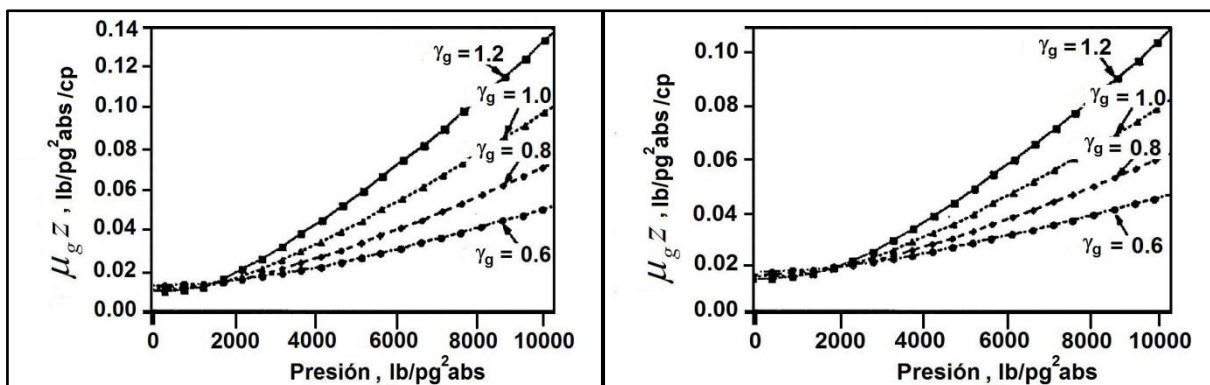 μg Z , lb/pg²abs /cp
0.14
0.12
0.10
0.08
0.06
0.04
0.02
0.00
γg = 1.2
γg = 1.0
γg = 0.8
γg = 0.6
0 2000 4000 6000 8000 10000
Presión , lb/pg²abs
μg Z , lb/pg²abs/cp
0.10
0.08
0.06
0.04
0.02
0.00
γg = 1.2
γg = 1.0
γg = 0.8
γg = 0.6
0 2000 4000 6000 8000 10000
Presión , lb/pg²abs